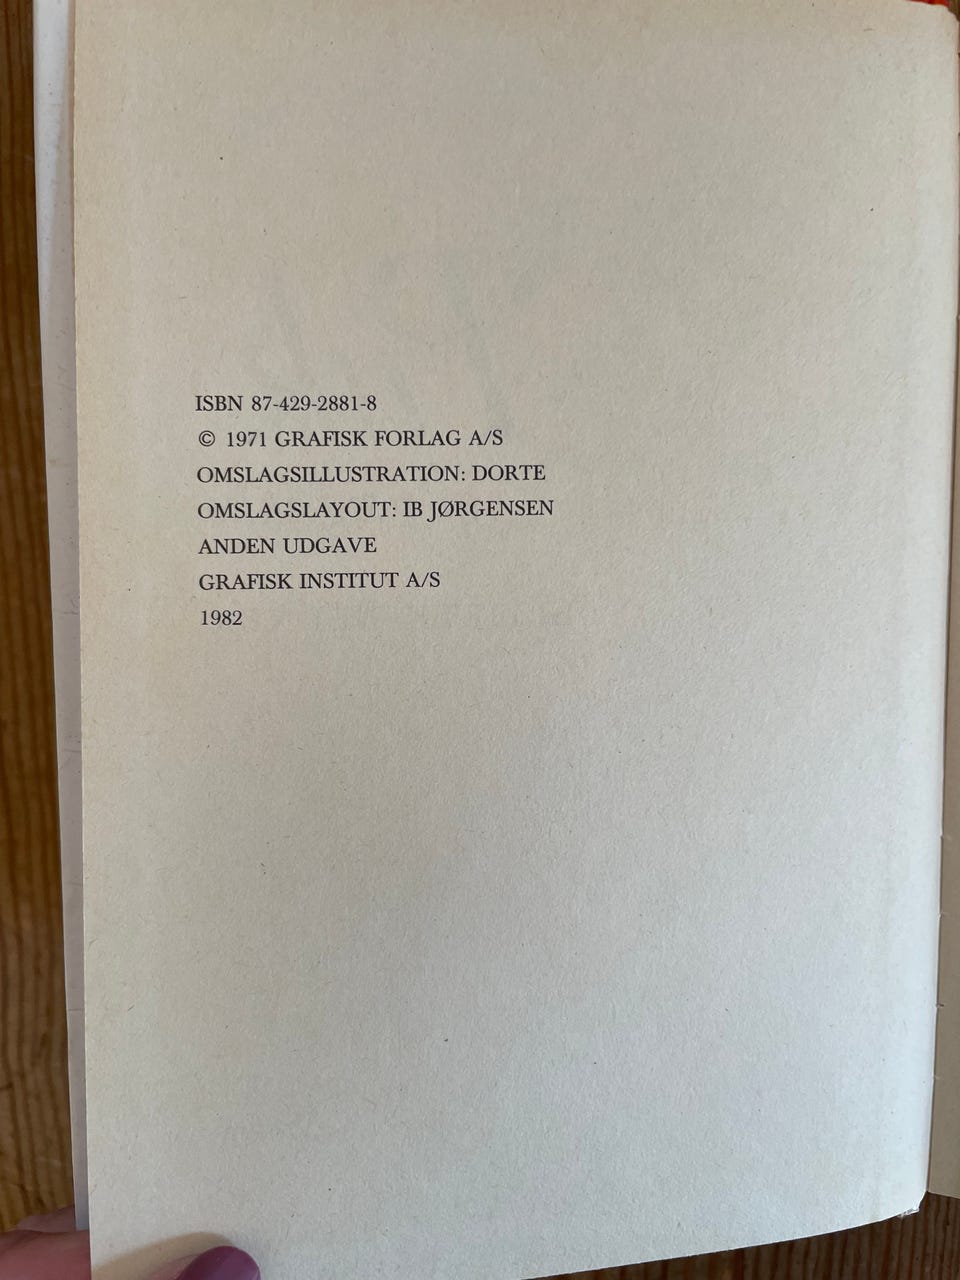 ISBN 87-429-2881-8
© 1971 GRAFISK FORLAG A/S
OMSLAGSILLUSTRATION: DORTE
OMSLAGSLAYOUT: IB JØRGENSEN
ANDEN UDGAVE
GRAFISK INSTITUT A/S
1982